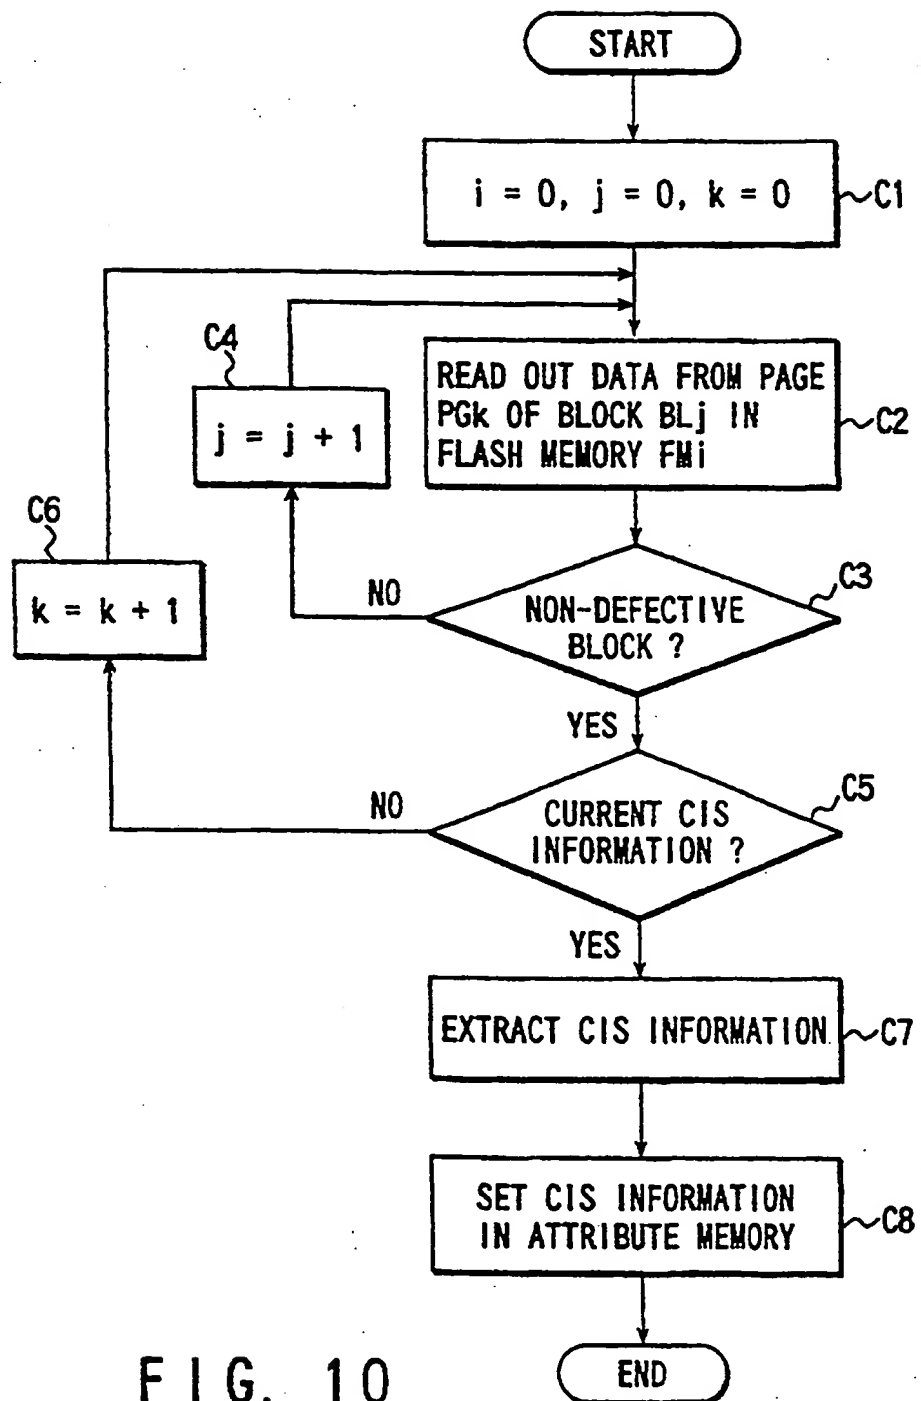 START
i = 0, j = 0, k = 0
C1
C4
j = j + 1
READ OUT DATA FROM PAGE
PGk OF BLOCK BLj IN
FLASH MEMORY FMi
C2
C6
k = k + 1
NO
NON-DEFECTIVE
BLOCK ?
C3
YES
NO
CURRENT CIS
INFORMATION ?
C5
YES
EXTRACT CIS INFORMATION
C7
SET CIS INFORMATION
IN ATTRIBUTE MEMORY
C8
END
FIG. 10